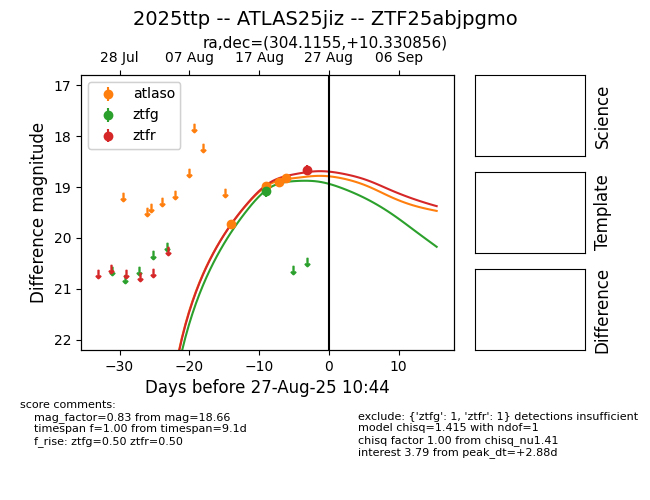 2025ttp -- ATLAS25jiz -- ZTF25abjpgmo
ra,dec=(304.1155,+10.330856)
28 Jul 07 Aug 17 Aug 27 Aug 06 Sep
17
18
19
20
21
22
Difference magnitude
atlaso
ztfg
ztfr
−30 −20 −10 0 10
Days before 27-Aug-25 10:44
Science
Template
Difference
score comments:
mag_factor=0.83 from mag=18.66
timespan f=1.00 from timespan=9.1d
f_rise: ztfg=0.50 ztfr=0.50
exclude: {'ztfg': 1, 'ztfr': 1} detections insufficient
model chisq=1.415 with ndof=1
chisq factor 1.00 from chisq_nu1.41
interest 3.79 from peak_dt=+2.88d